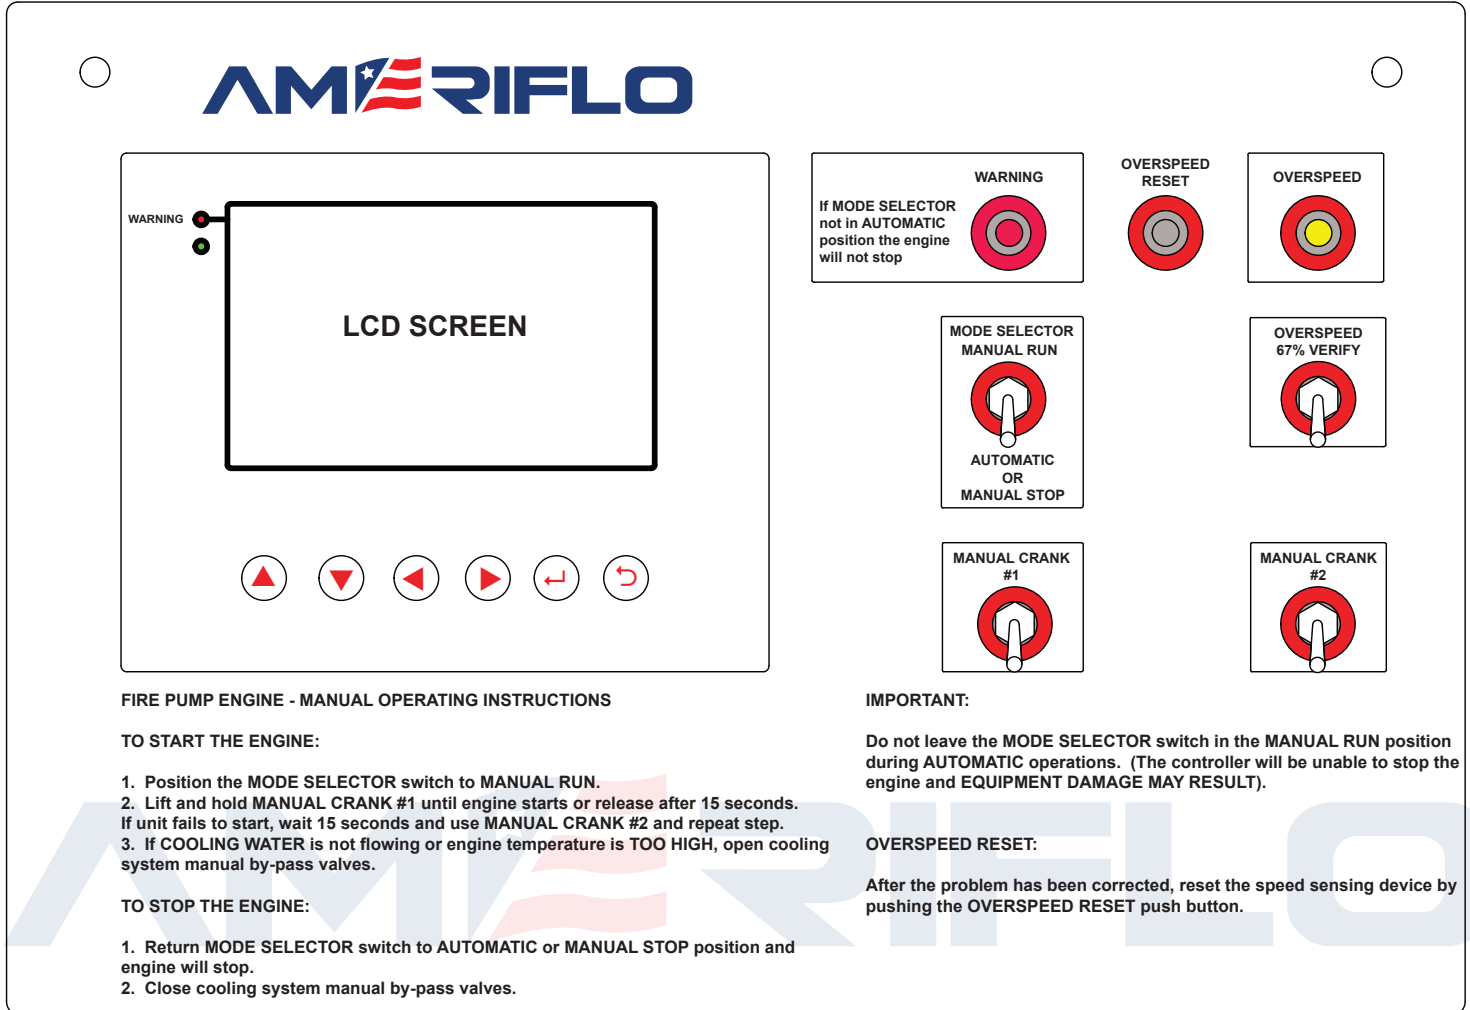 AMERIFLO
WARNING
LCD SCREEN
WARNING
If MODE SELECTOR
not in AUTOMATIC
position the engine
will not stop
OVERSPEED
RESET
OVERSPEED
MODE SELECTOR
MANUAL RUN
AUTOMATIC
OR
MANUAL STOP
OVERSPEED
67% VERIFY
MANUAL CRANK
#1
MANUAL CRANK
#2
FIRE PUMP ENGINE - MANUAL OPERATING INSTRUCTIONS
TO START THE ENGINE:
1. Position the MODE SELECTOR switch to MANUAL RUN.
2. Lift and hold MANUAL CRANK #1 until engine starts or release after 15 seconds.
If unit fails to start, wait 15 seconds and use MANUAL CRANK #2 and repeat step.
3. If COOLING WATER is not flowing or engine temperature is TOO HIGH, open cooling
system manual by-pass valves.
TO STOP THE ENGINE:
1. Return MODE SELECTOR switch to AUTOMATIC or MANUAL STOP position and
engine will stop.
2. Close cooling system manual by-pass valves.
IMPORTANT:
Do not leave the MODE SELECTOR switch in the MANUAL RUN position
during AUTOMATIC operations. (The controller will be unable to stop the
engine and EQUIPMENT DAMAGE MAY RESULT).
OVERSPEED RESET:
After the problem has been corrected, reset the speed sensing device by
pushing the OVERSPEED RESET push button.
AMERIFLO